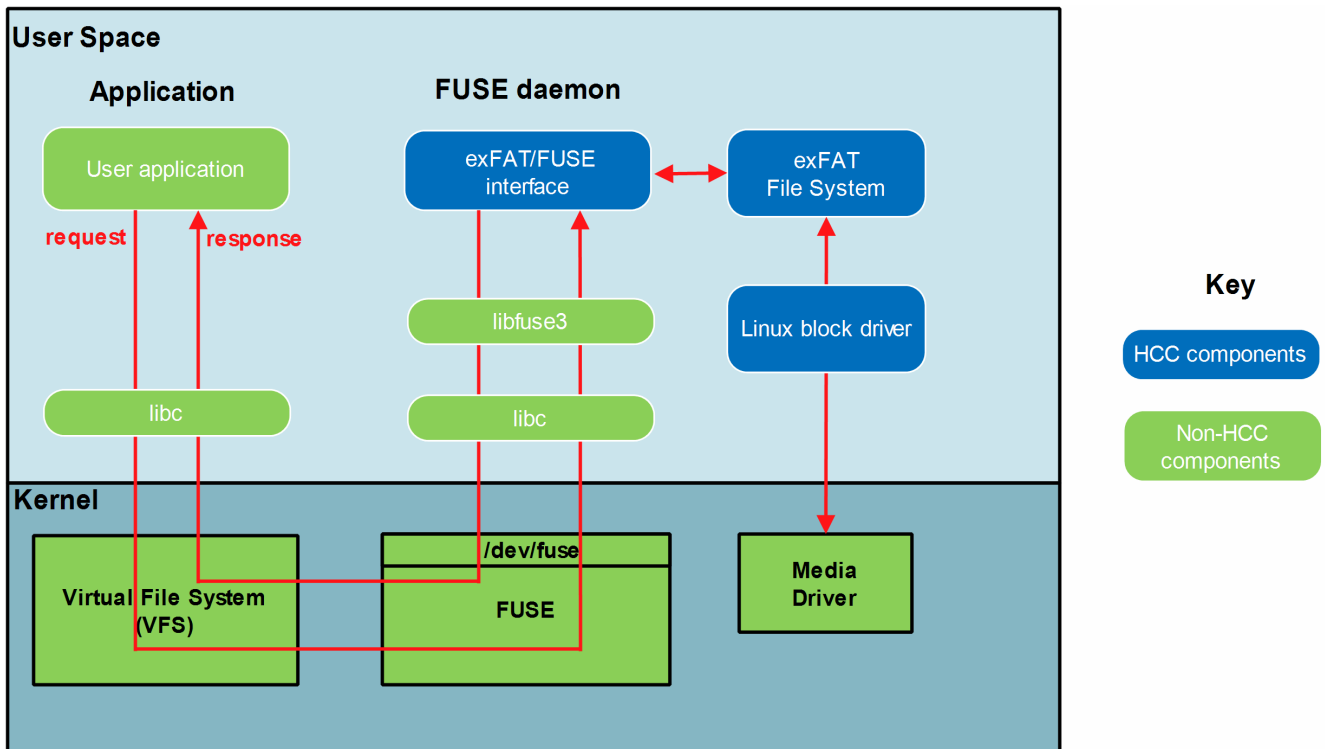 User Space
Application
FUSE daemon
User application
exFAT/FUSE
interface
exFAT
File System
request
response
libfuse3
Linux block driver
libc
libc
Key
HCC components
Non-HCC
components
Kernel
Virtual File System
(VFS)
/dev/fuse
FUSE
Media
Driver